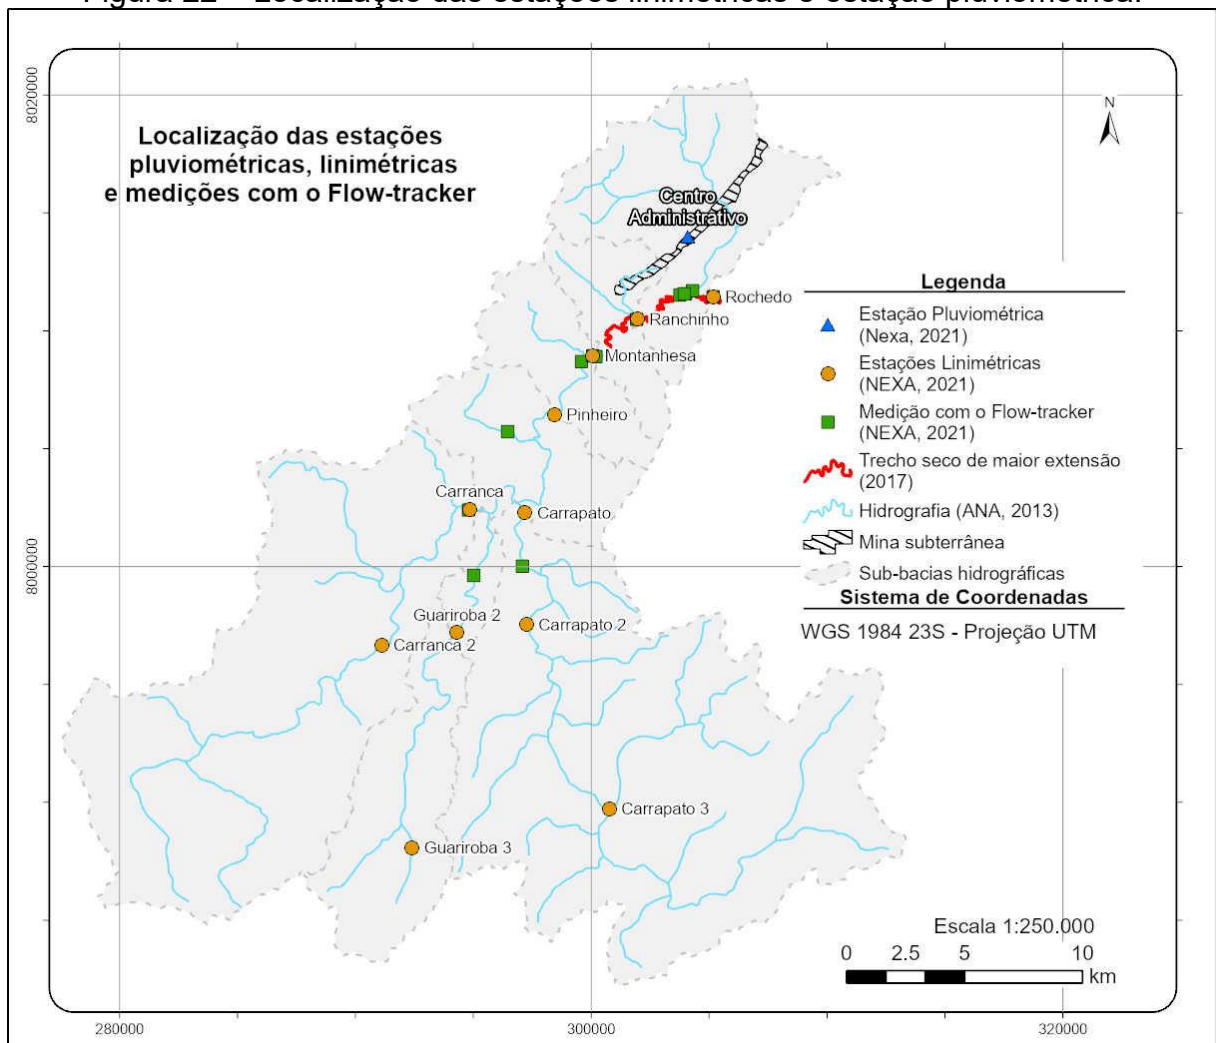 Figura 22 – Localização das estações linimétricas e estação pluviométrica.
Localização das estações
pluviométricas, linimétricas
e medições com o Flow-tracker
N
8020000
8000000
Centro
Administrativo
Rochedo
Ranchinho
Montanhesa
Pinheiro
Carranca
Carrapato
Guariroba 2
Carrapato 2
Carranca 2
Carrapato 3
Guariroba 3
Legenda
Estação Pluviométrica
(Nexa, 2021)
Estações Linimétricas
(NEXA, 2021)
Medição com o Flow-tracker
(NEXA, 2021)
Trecho seco de maior extensão
(2017)
Hidrografia (ANA, 2013)
Mina subterrânea
Sub-bacias hidrográficas
Sistema de Coordenadas
WGS 1984 23S - Projeção UTM
Escala 1:250.000
0 2.5 5 10
km
280000 300000 320000